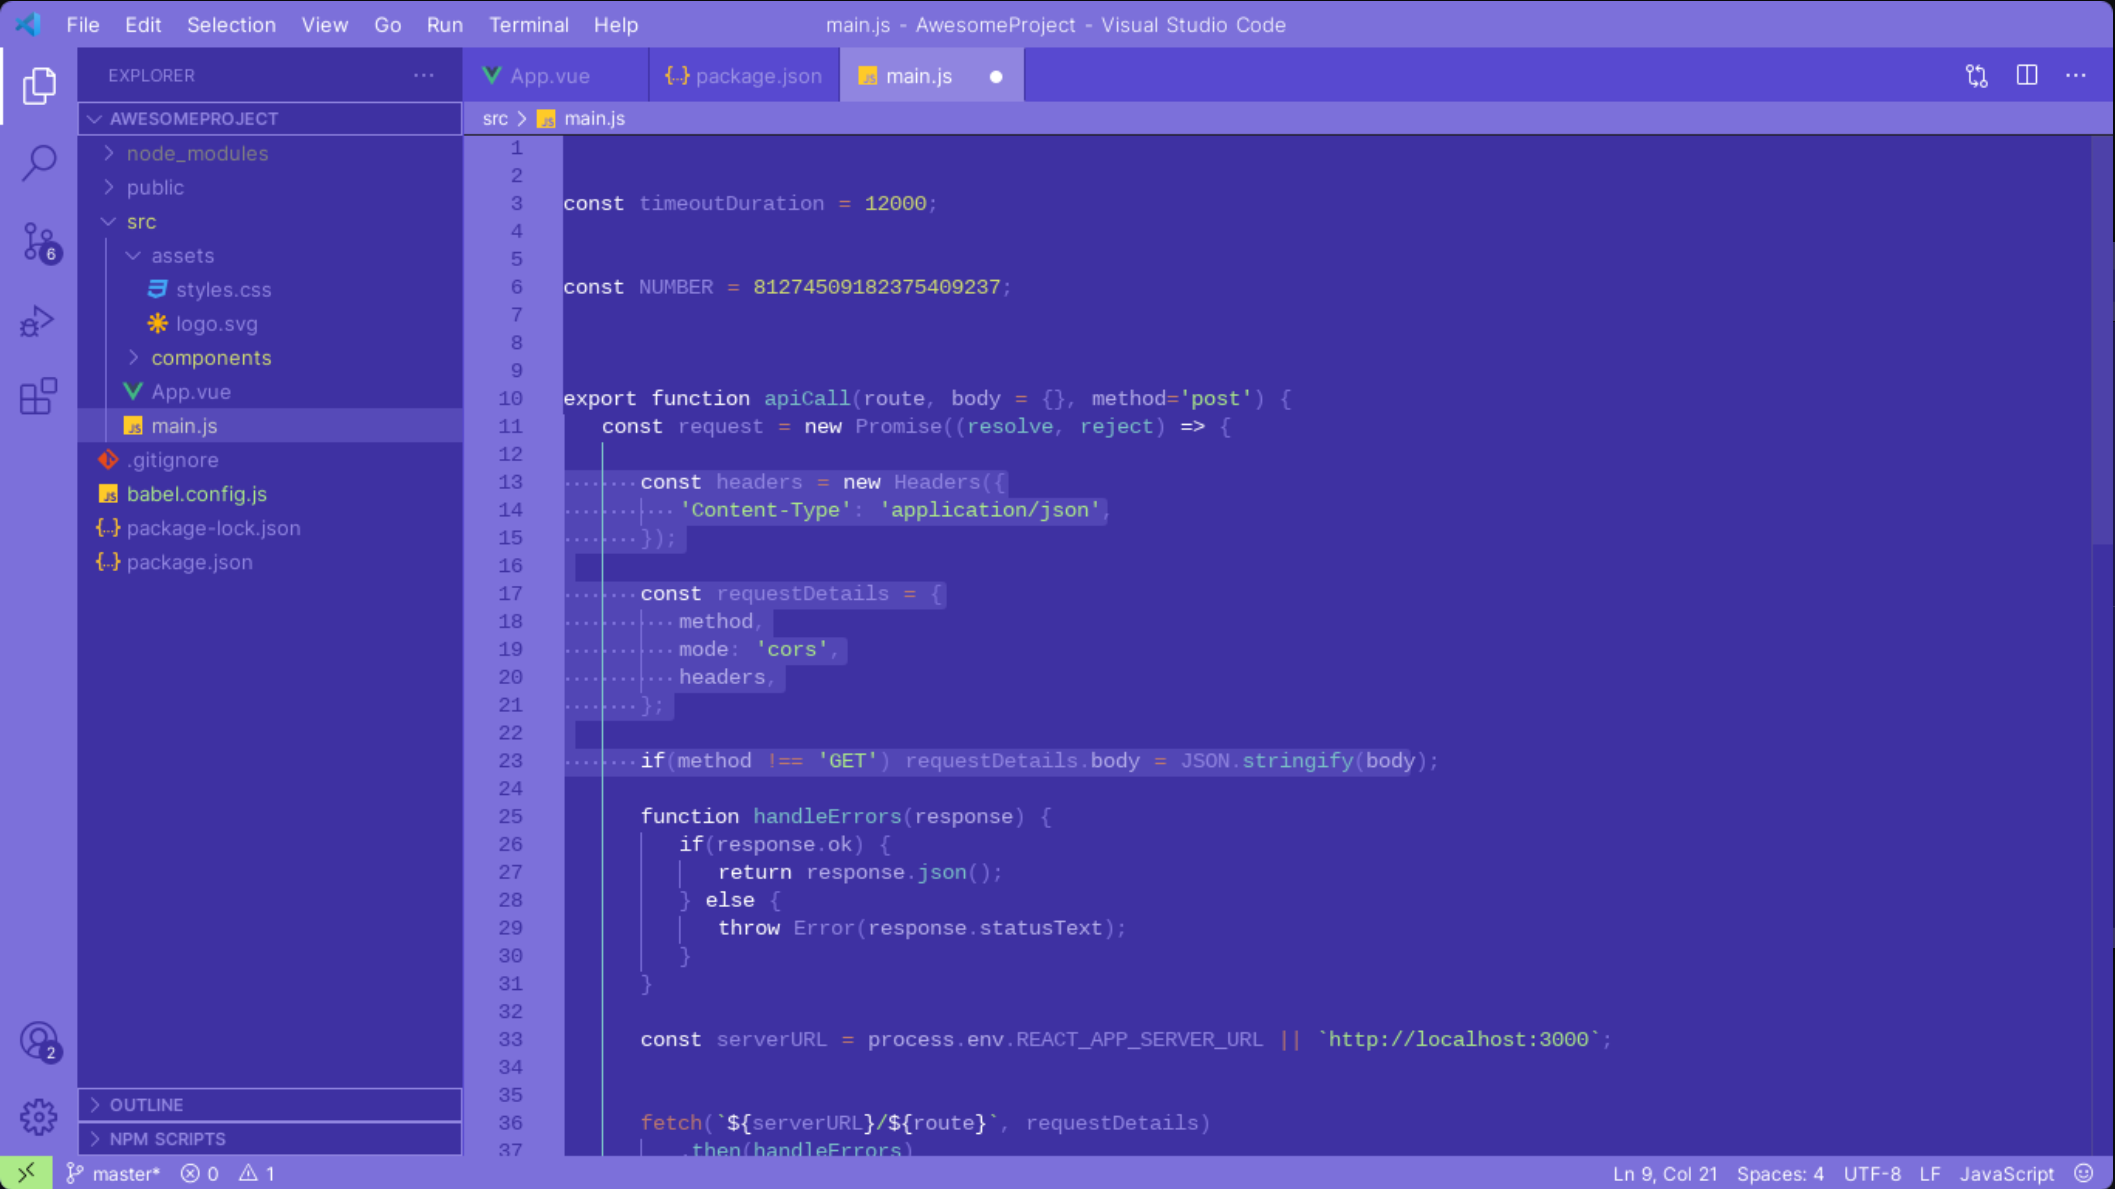 File Edit Selection View Go Run Terminal Help main.js - AwesomeProject - Visual Studio Code
EXPLORER ···
AWESOMEPROJECT
node_modules
public
src
assets
styles.css
logo.svg
components
App.vue
JS main.js
.gitignore
JS babel.config.js
{...} package-lock.json
{...} package.json
OUTLINE
NPM SCRIPTS
6
2
App.vue {...} package.json JS main.js
src > JS main.js
1
2
3 const timeoutDuration = 12000;
4
5
6 const NUMBER = 81274509182375409237;
7
8
9
10 export function apiCall(route, body = {}, method='post') {
11 const request = new Promise((resolve, reject) => {
12
13 const headers = new Headers({
14 'Content-Type': 'application/json',
15 });
16
17 const requestDetails = {
18 method,
19 mode: 'cors',
20 headers,
21 };
22
23 if(method !== 'GET') requestDetails.body = JSON.stringify(body);
24
25 function handleErrors(response) {
26 if(response.ok) {
27 return response.json();
28 } else {
29 throw Error(response.statusText);
30 }
31 }
32
33 const serverURL = process.env.REACT_APP_SERVER_URL || `http://localhost:3000`;
34
35
36 fetch(`${serverURL}/${route}`, requestDetails)
37 .then(handleErrors)
master* 0 1 Ln 9, Col 21 Spaces: 4 UTF-8 LF JavaScript